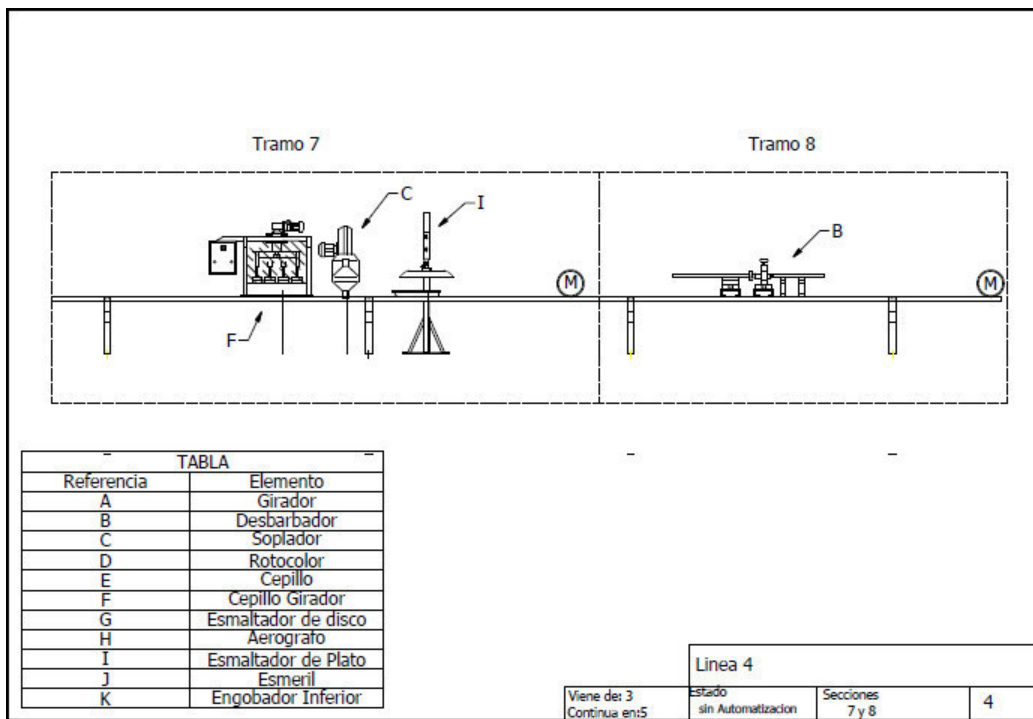 Tramo 7 Tramo 8
C
I
B
M M
F
TABLA
Referencia Elemento
A Girador
B Desbarbador
C Soplador
D Rotocolor
E Cepillo
F Cepillo Girador
G Esmaltador de disco
H Aerografo
I Esmaltador de Plato
J Esmeril
K Engobador Inferior
Linea 4
Viene de: 3 Estado Secciones 4
Continua en:5 sin Automatizacion 7 y 8